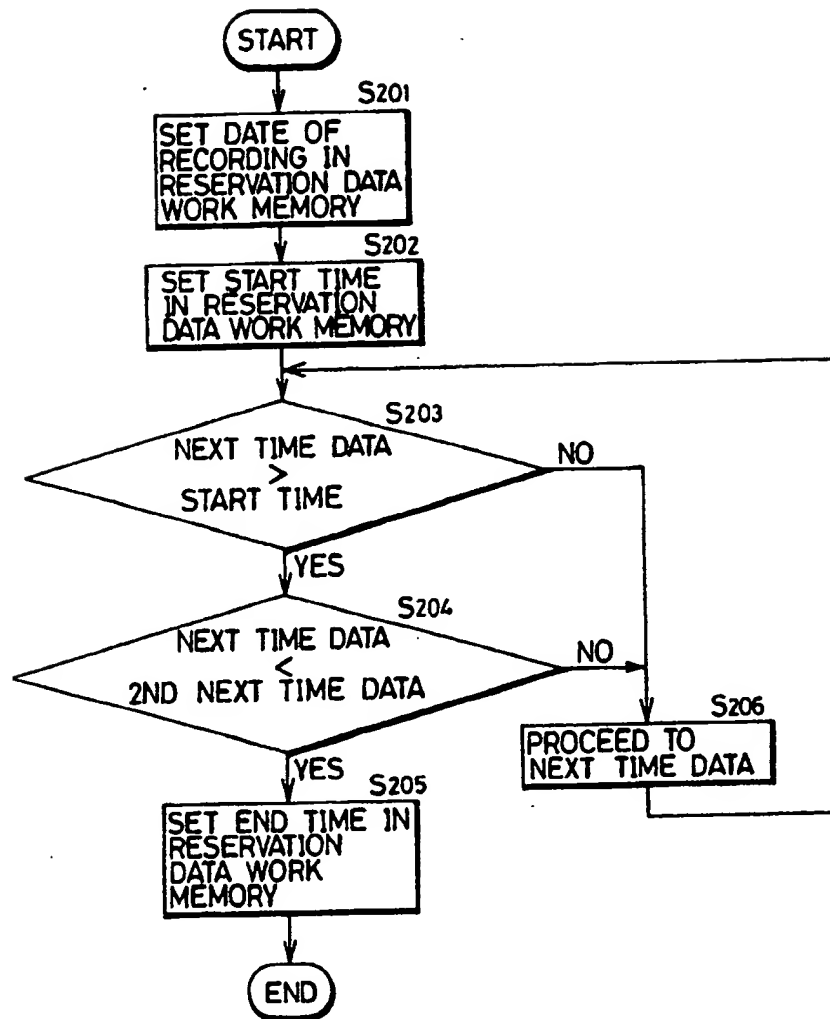 START
S201
SET DATE OF
RECORDING IN
RESERVATION DATA
WORK MEMORY
S202
SET START TIME
IN RESERVATION
DATA WORK MEMORY
S203
NEXT TIME DATA
>
START TIME
NO
YES
S204
NEXT TIME DATA
<
2ND NEXT TIME DATA
NO
YES
S206
PROCEED TO
NEXT TIME DATA
S205
SET END TIME IN
RESERVATION
DATA WORK
MEMORY
END